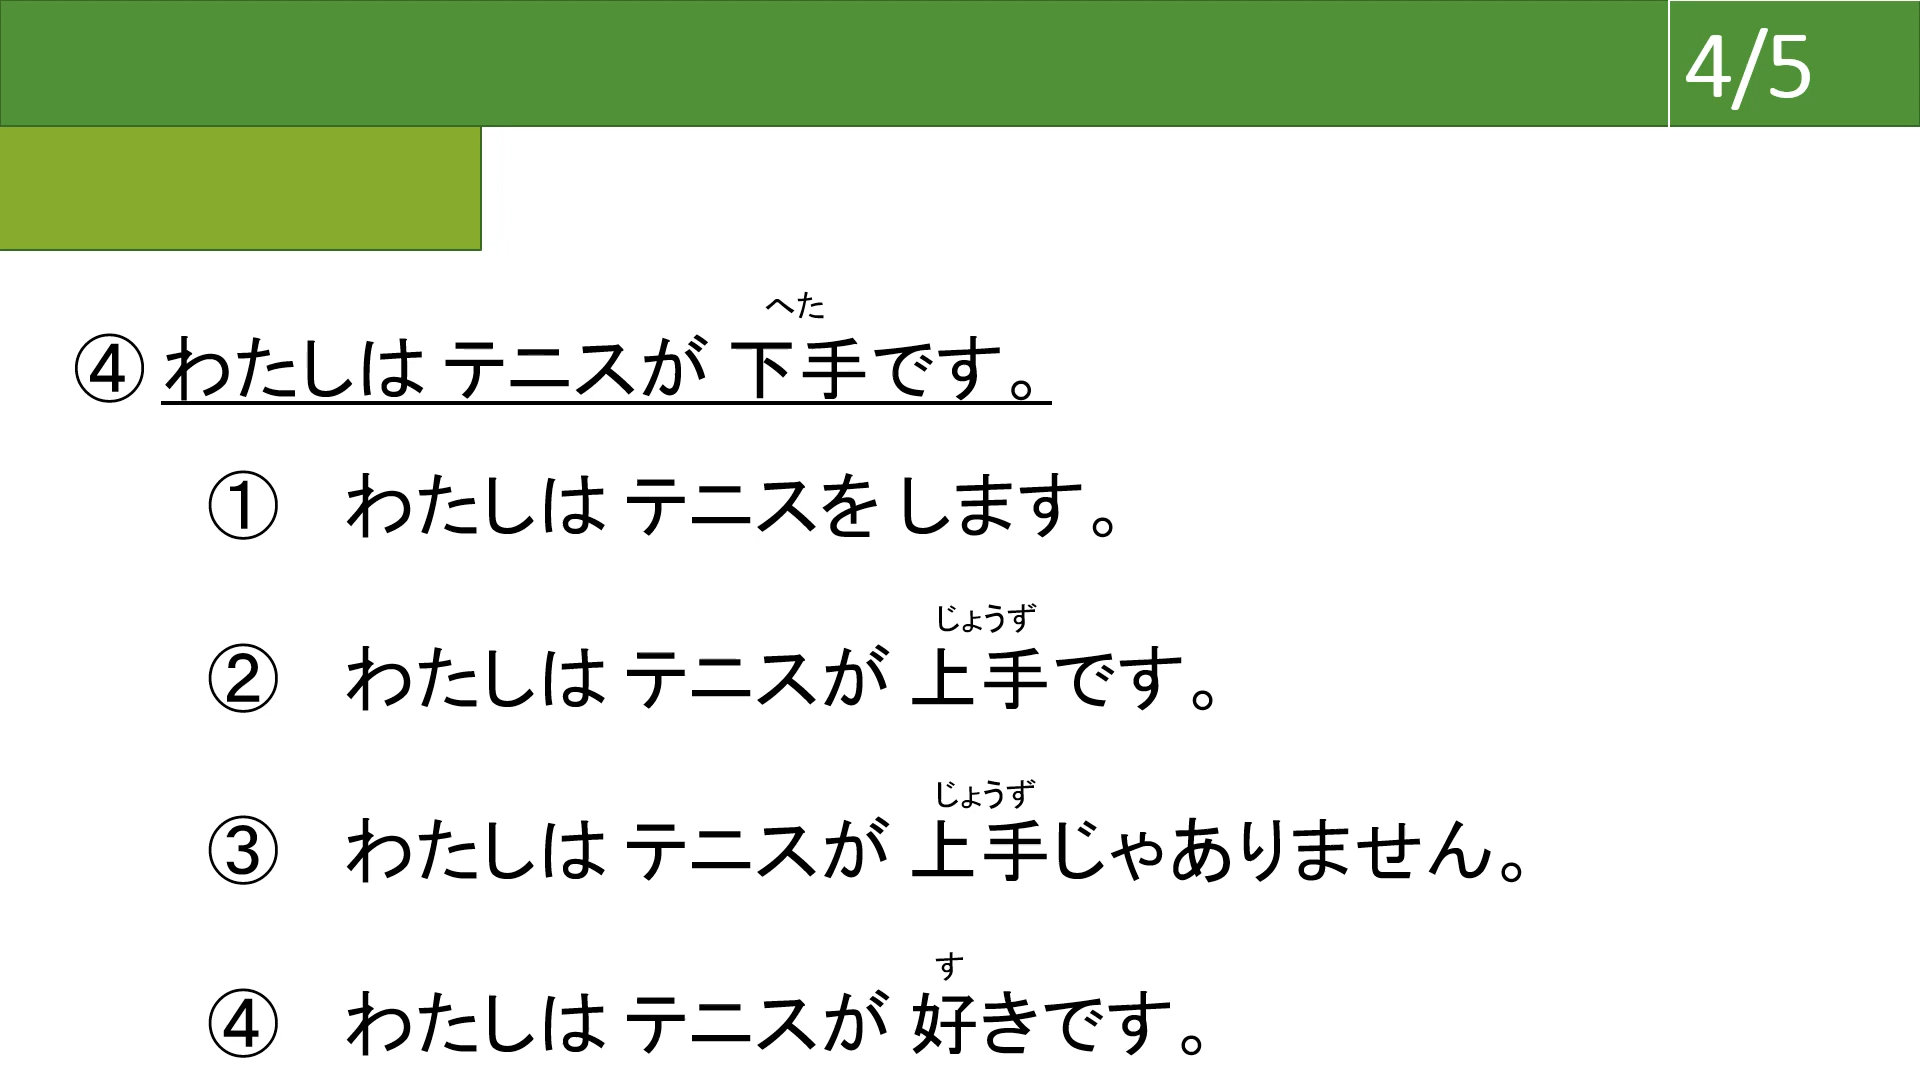 4/5
へた
④ わたしは テニスが 下手です。
① わたしは テニスを します。
じょうず
② わたしは テニスが 上手です。
じょうず
③ わたしは テニスが 上手じゃありません。
す
④ わたしは テニスが 好きです。